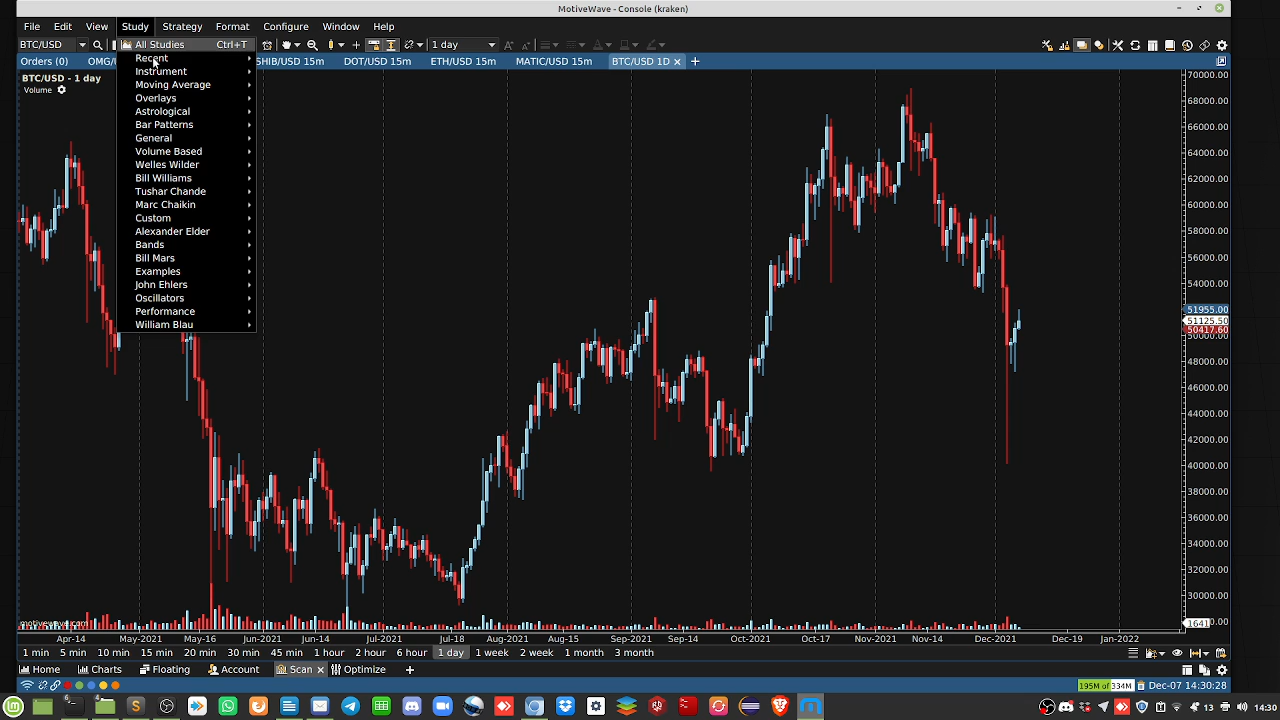 MotiveWave - Console (kraken)
File Edit View Study Strategy Format Configure Window Help
BTC/USD 1 day
All Studies Ctrl+T
Orders (0) OMG/U SHIB/USD 15m DOT/USD 15m ETH/USD 15m MATIC/USD 15m BTC/USD 1D
BTC/USD - 1 day
Volume
Recent
Instrument
Moving Average
Overlays
Astrological
Bar Patterns
General
Volume Based
Welles Wilder
Bill Williams
Tushar Chande
Marc Chaikin
Custom
Alexander Elder
Bands
Bill Mars
Examples
John Ehlers
Oscillators
Performance
William Blau
70000.00
68000.00
66000.00
64000.00
62000.00
60000.00
58000.00
56000.00
54000.00
51955.00
51125.50
50417.60
50000.00
48000.00
46000.00
44000.00
42000.00
40000.00
38000.00
36000.00
34000.00
32000.00
30000.00
1641
motivewave.com
Apr-14 May-2021 May-16 Jun-2021 Jun-14 Jul-2021 Jul-18 Aug-2021 Aug-15 Sep-2021 Sep-14 Oct-2021 Oct-17 Nov-2021 Nov-14 Dec-2021 Dec-19 Jan-2022
1 min 5 min 10 min 15 min 20 min 30 min 45 min 1 hour 2 hour 6 hour 1 day 1 week 2 week 1 month 3 month
Home Charts Floating Account Scan Optimize
195M of 334M Dec-07 14:30:28
13 14:30